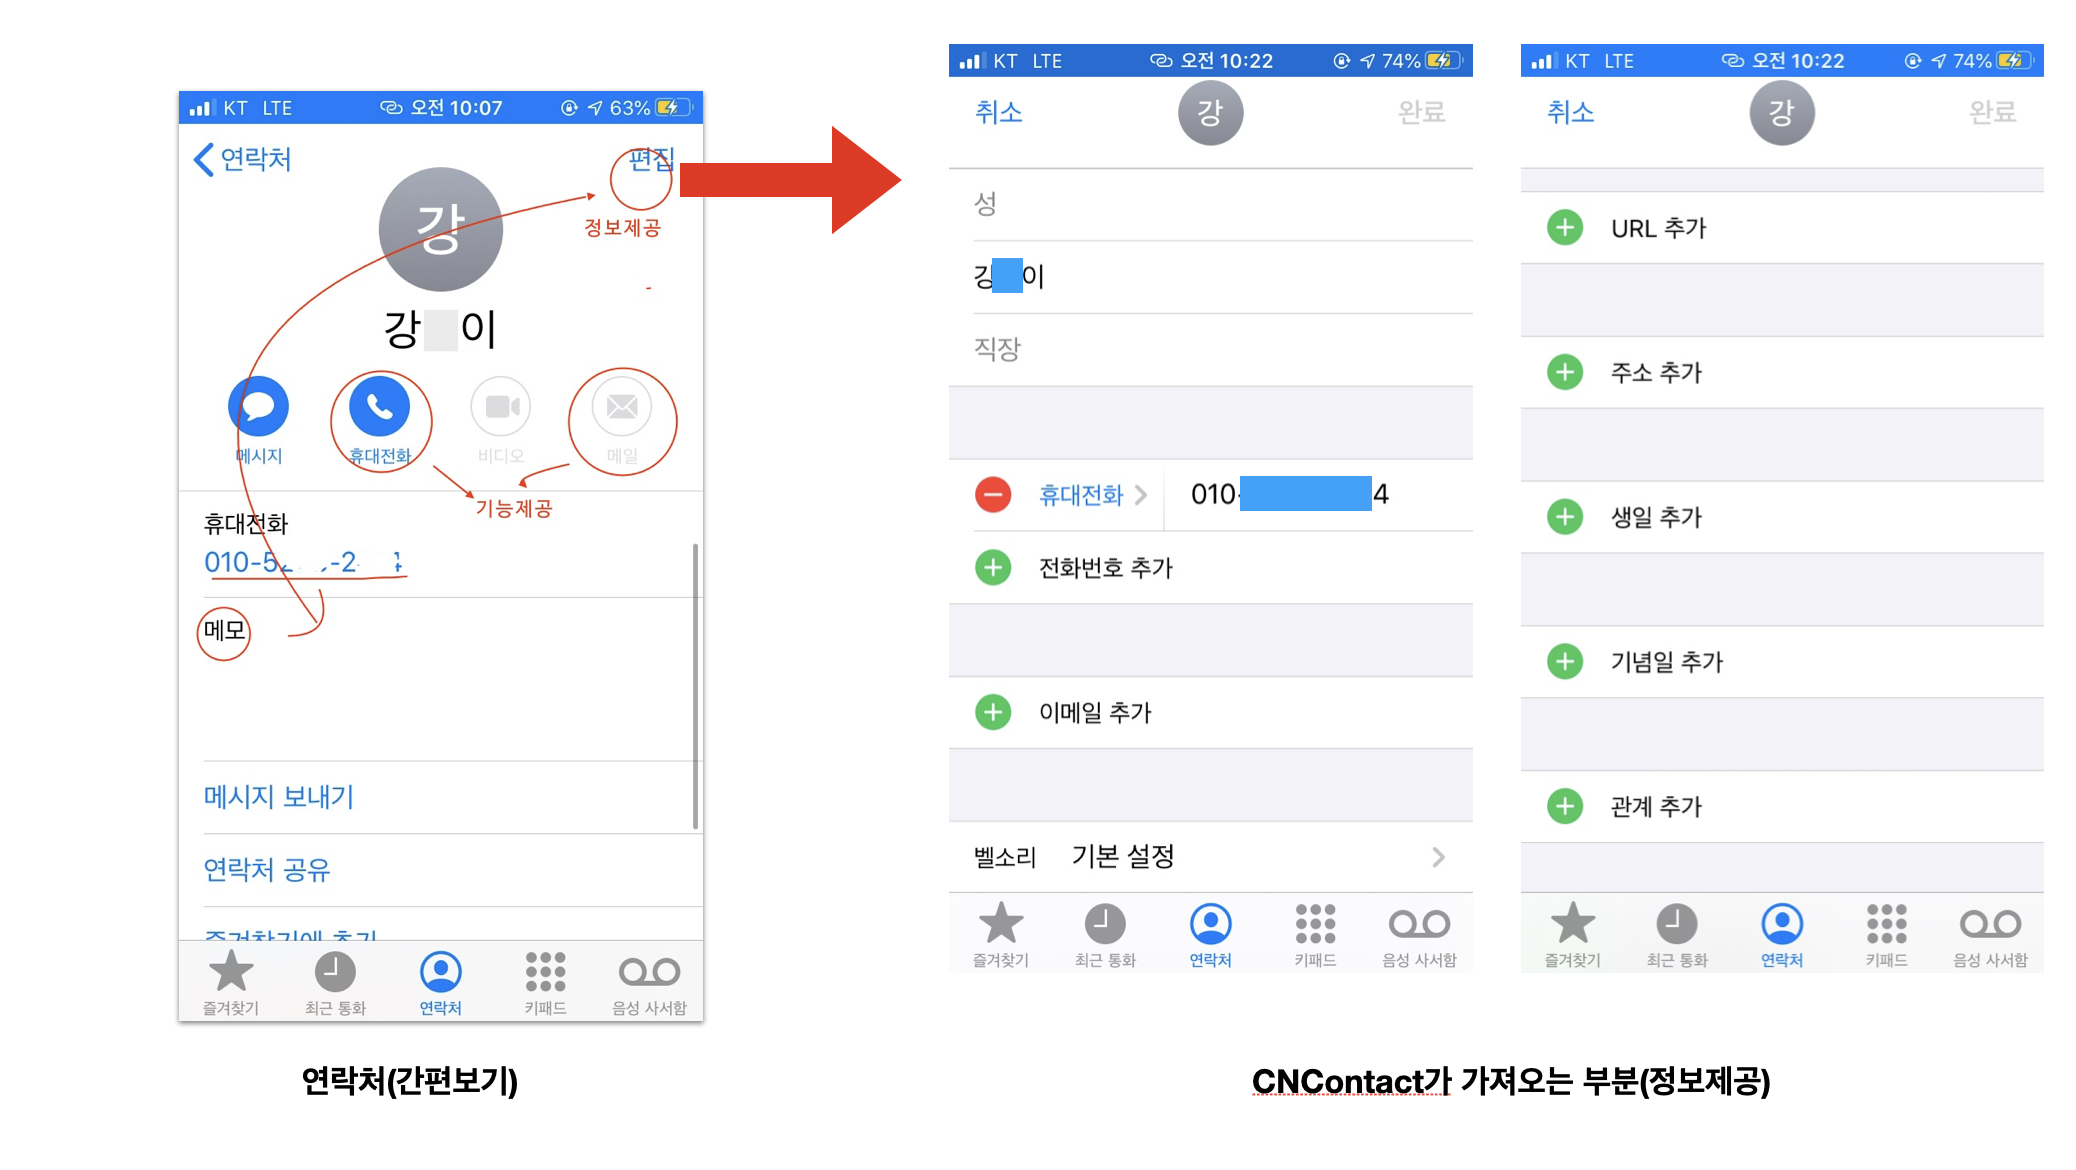 KT LTE 오전 10:07 63%
연락처 편집
강
정보제공
강 이
메시지 휴대전화 비디오 메일
기능제공
휴대전화
010-5
메모
메시지 보내기
연락처 공유
즐겨찾기에 추가
즐겨찾기 최근 통화 연락처 키패드 음성 사서함
연락처(간편보기)
KT LTE 오전 10:22 74%
취소 강 완료
성
강 이
직장
휴대전화 010- 4
전화번호 추가
이메일 추가
벨소리 기본 설정
즐겨찾기 최근 통화 연락처 키패드 음성 사서함
KT LTE 오전 10:22 74%
취소 강 완료
URL 추가
주소 추가
생일 추가
기념일 추가
관계 추가
즐겨찾기 최근 통화 연락처 키패드 음성 사서함
CNContact가 가져오는 부분(정보제공)